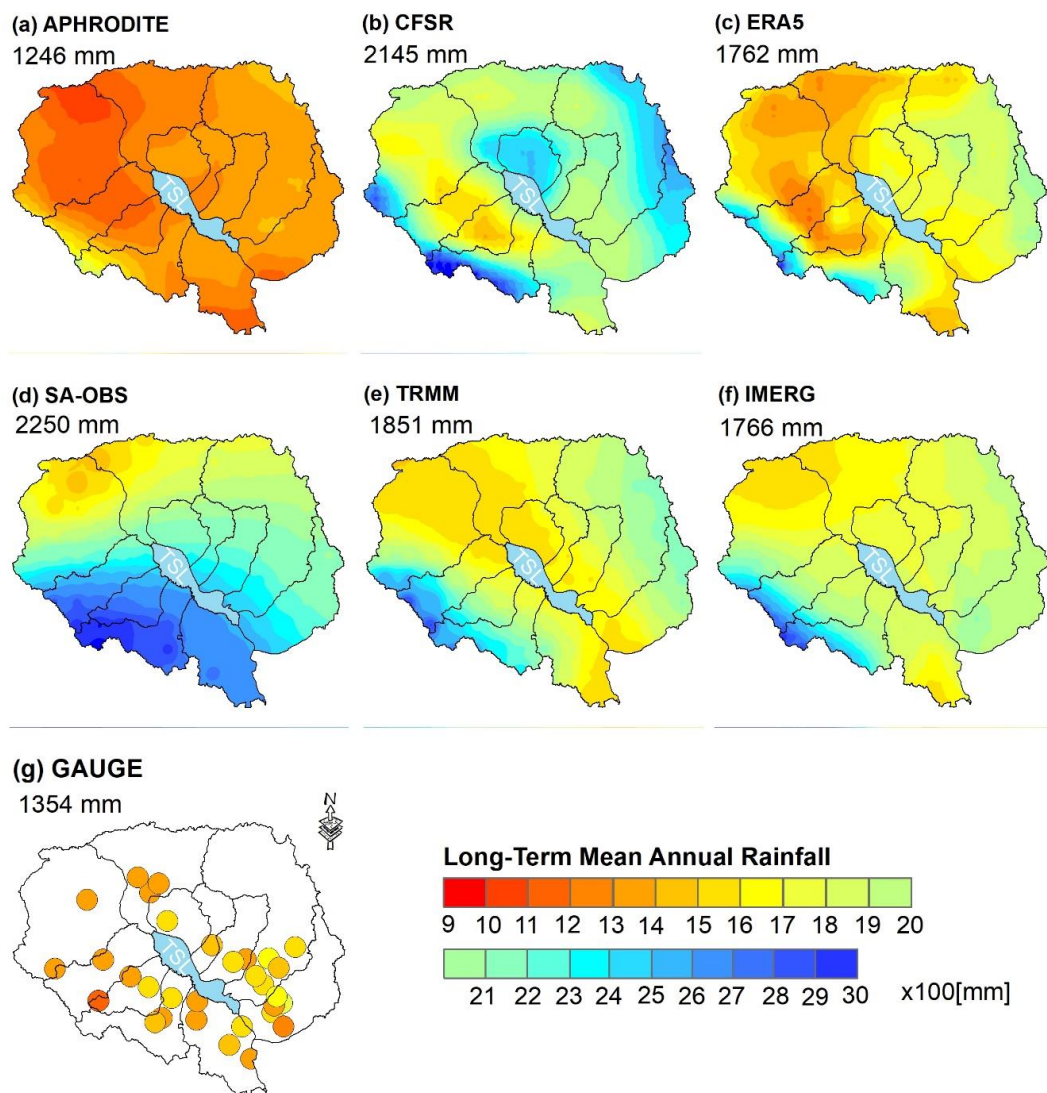 (a) APHRODITE
1246 mm
(b) CFSR
2145 mm
TSL
(c) ERA5
1762 mm
TSL
(d) SA-OBS
2250 mm
TSL
(e) TRMM
1851 mm
TSL
(f) IMERG
1766 mm
TSL
(g) GAUGE
1354 mm
N
TSL
Long-Term Mean Annual Rainfall
9 10 11 12 13 14 15 16 17 18 19 20
21 22 23 24 25 26 27 28 29 30 x100[mm]